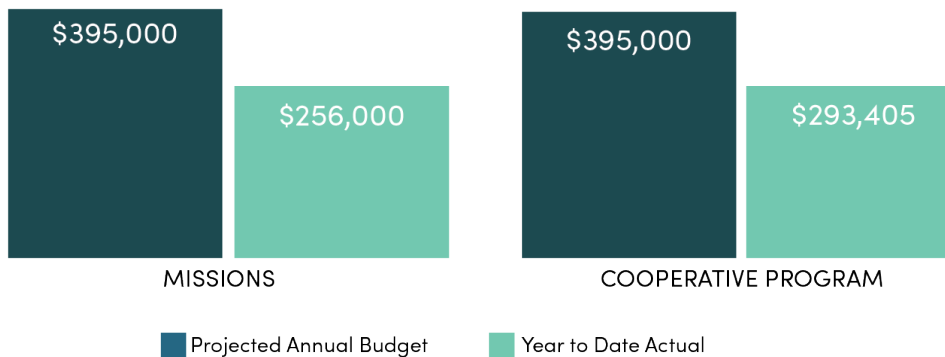 $395,000
$256,000
MISSIONS
$395,000
$293,405
COOPERATIVE PROGRAM
Projected Annual Budget
Year to Date Actual